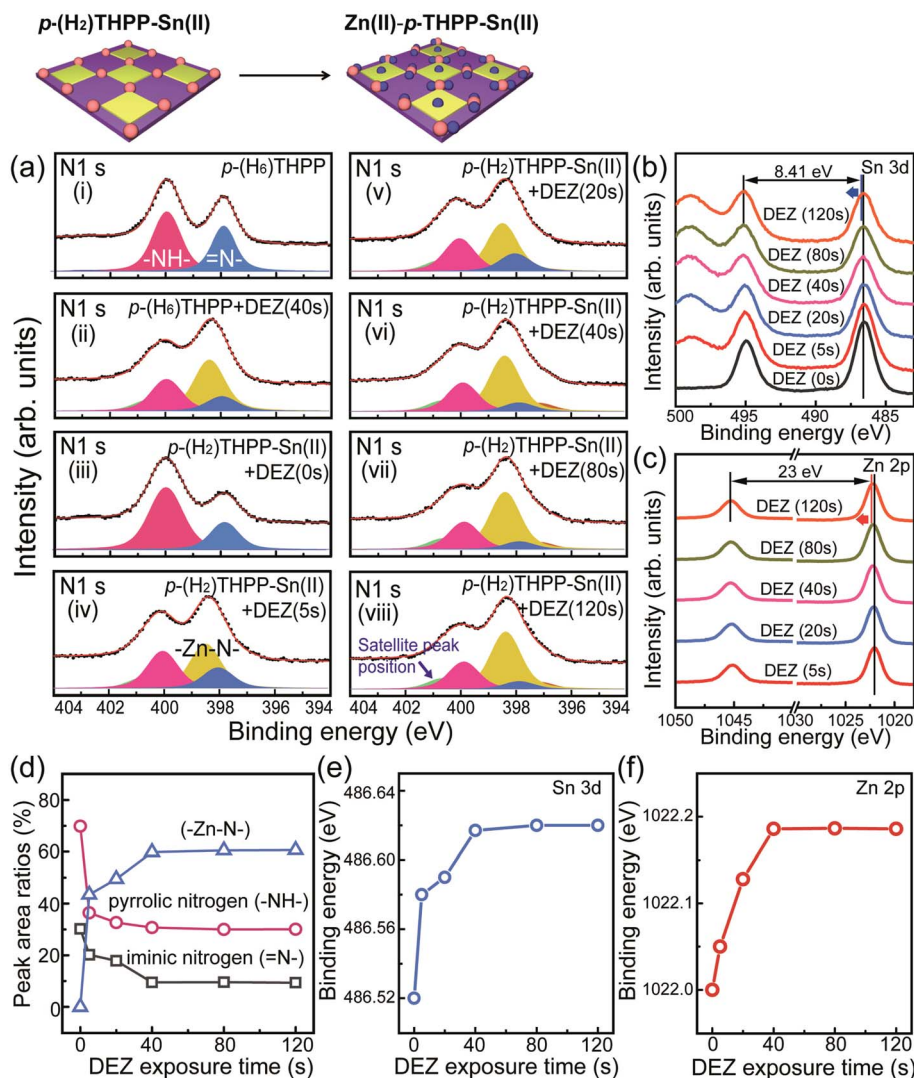 p-(H2)THPP-Sn(II)
Zn(II)-p-THPP-Sn(II)
(a)
N1 s
(i)
p-(H6)THPP
-NH-
=N-
N1 s
(ii)
p-(H6)THPP+DEZ(40s)
N1 s
(iii)
p-(H2)THPP-Sn(II)
+DEZ(0s)
N1 s
(iv)
p-(H2)THPP-Sn(II)
+DEZ(5s)
-Zn-N-
404 402 400 398 396 394
N1 s
(v)
p-(H2)THPP-Sn(II)
+DEZ(20s)
N1 s
(vi)
p-(H2)THPP-Sn(II)
+DEZ(40s)
N1 s
(vii)
p-(H2)THPP-Sn(II)
+DEZ(80s)
N1 s
(viii)
p-(H2)THPP-Sn(II)
+DEZ(120s)
Satellite peak
position
404 402 400 398 396 394
Intensity (arb. units)
Binding energy (eV)
(b)
Sn 3d
8.41 eV
DEZ (120s)
DEZ (80s)
DEZ (40s)
DEZ (20s)
DEZ (5s)
DEZ (0s)
Intensity (arb. units)
500 495 490 485
Binding energy (eV)
(c)
Zn 2p
23 eV
DEZ (120s)
DEZ (80s)
DEZ (40s)
DEZ (20s)
DEZ (5s)
Intensity (arb. units)
1050 1045 1030 1020
Binding energy (eV)
(d)
80
60
40
20
0
(-Zn-N-)
pyrrolic nitrogen (-NH-)
iminic nitrogen (=N-)
Peak area ratios (%)
0 40 80 120
DEZ exposure time (s)
(e)
Sn 3d
486.64
486.60
486.56
486.52
Binding energy (eV)
0 20 40 60 80 100 120
DEZ exposure time (s)
(f)
Zn 2p
1022.2
1022.1
1022.0
Binding energy (eV)
0 20 40 60 80 100 120
DEZ exposure time (s)